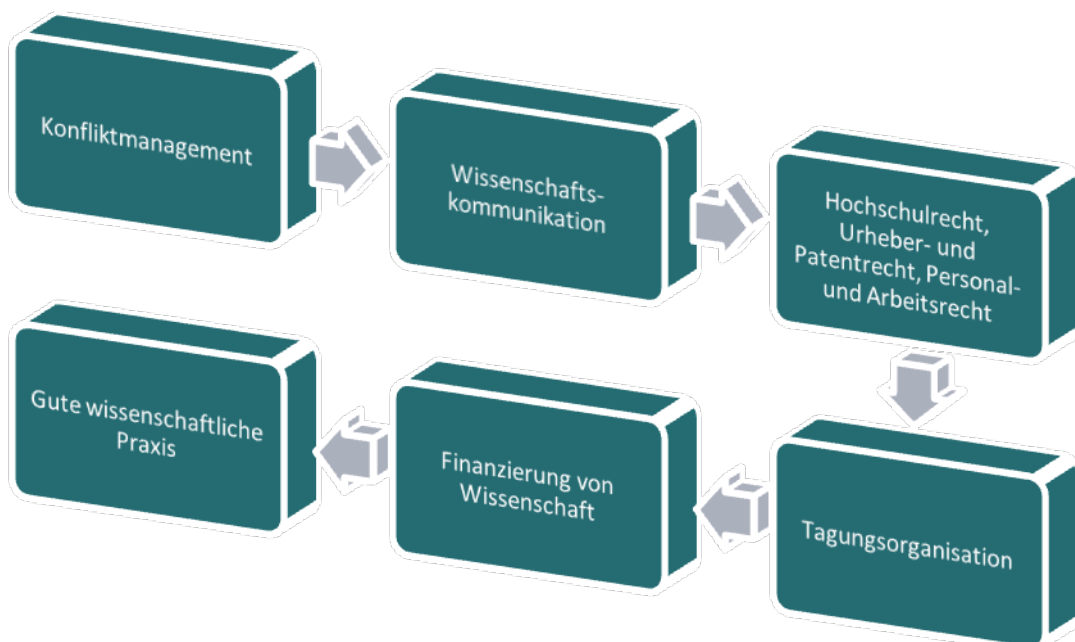 Konfliktmanagement
Wissenschafts-
kommunikation
Hochschulrecht,
Urheber- und
Patentrecht, Personal-
und Arbeitsrecht
Tagungsorganisation
Finanzierung von
Wissenschaft
Gute wissenschaftliche
Praxis